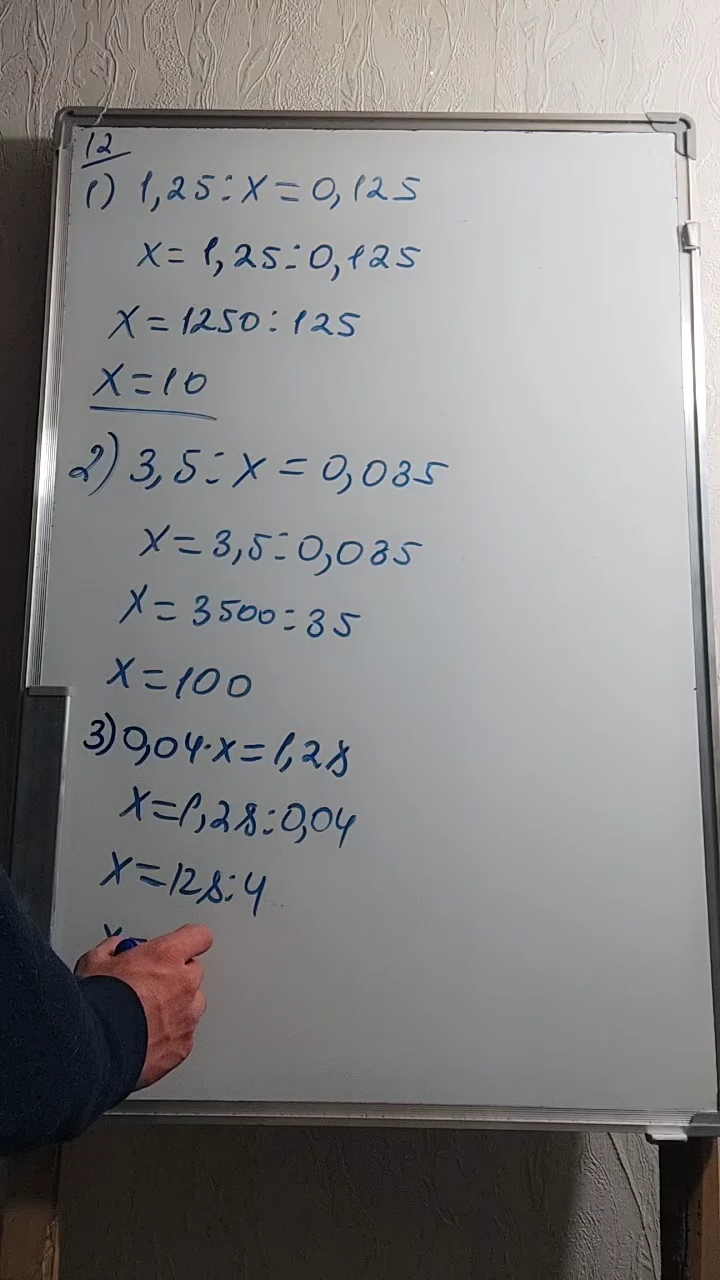 12
1) 1,25:x=0,125
x=1,25:0,125
x=1250:125
x=10
2) 3,5:x=0,035
x=3,5:0,035
x=3500:35
x=100
3) 0,04·x=1,28
x=1,28:0,04
x=128:4
x=